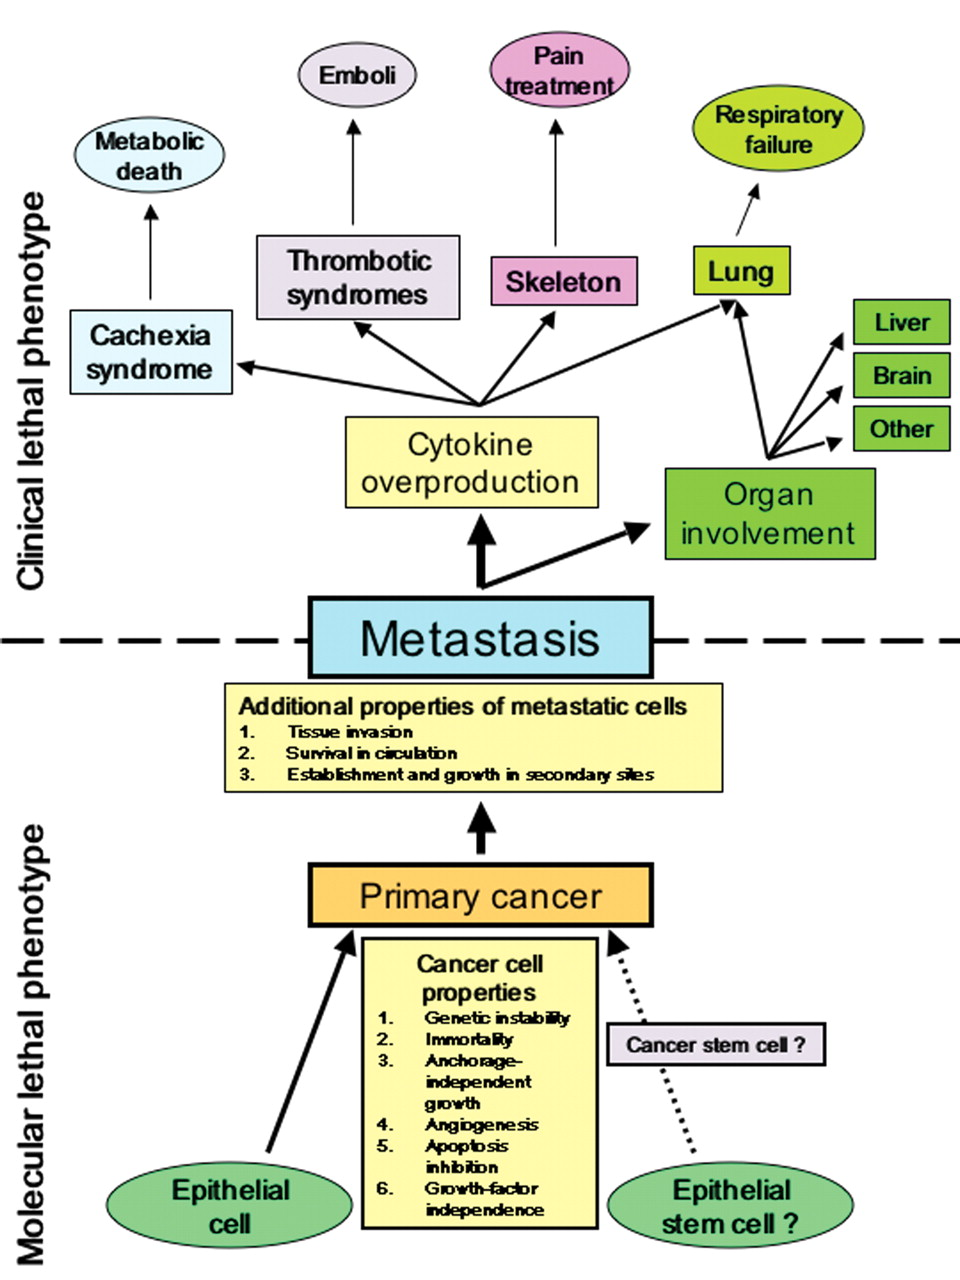 Clinical lethal phenotype
Emboli
Pain
treatment
Respiratory
failure
Metabolic
death
Thrombotic
syndromes
Skeleton
Lung
Cachexia
syndrome
Liver
Brain
Other
Cytokine
overproduction
Organ
involvement
Metastasis
Molecular lethal phenotype
Additional properties of metastatic cells
1. Tissue invasion
2. Survival in circulation
3. Establishment and growth in secondary sites
Primary cancer
Cancer cell
properties
1. Genetic instability
2. Immortality
3. Anchorage-
independent
growth
4. Angiogenesis
5. Apoptosis
inhibition
6. Growth-factor
independence
Cancer stem cell ?
Epithelial
cell
Epithelial
stem cell ?